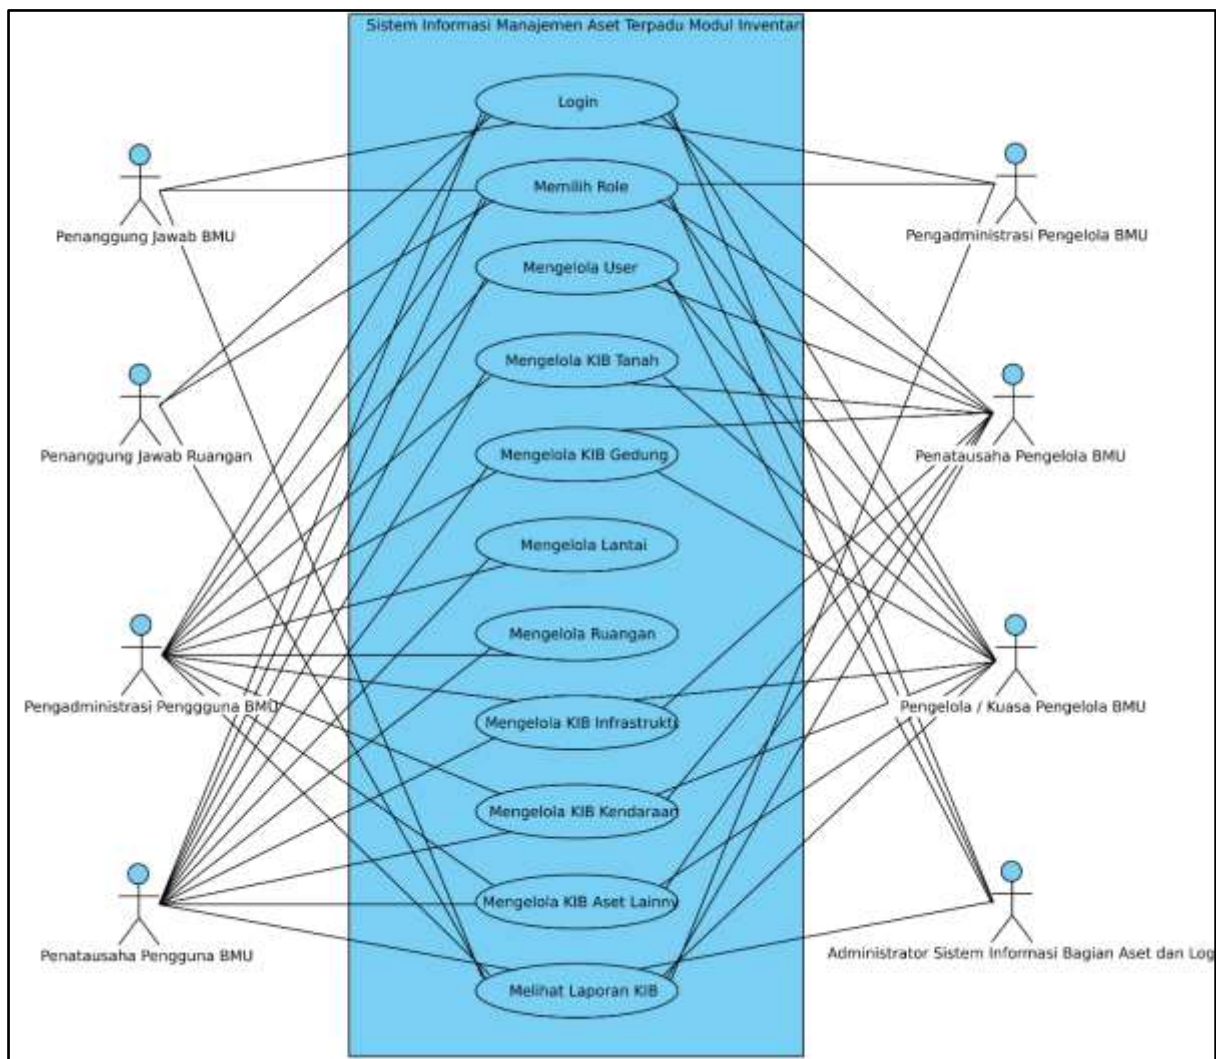 Sistem Informasi Manajemen Aset Terpadu Modul Inventari
Login
Memilih Role
Mengelola User
Mengelola KIB Tanah
Mengelola KIB Gedung
Mengelola Lantai
Mengelola Ruangan
Mengelola KIB Infrastruktu
Mengelola KIB Kendaraan
Mengelola KIB Aset Lainny
Melihat Laporan KIB
Penanggung Jawab BMU
Penanggung Jawab Ruangan
Pengadministrasi Penggguna BMU
Penatausaha Pengguna BMU
Pengadministrasi Pengelola BMU
Penatausaha Pengelola BMU
Pengelola / Kuasa Pengelola BMU
Administrator Sistem Informasi Bagian Aset dan Log